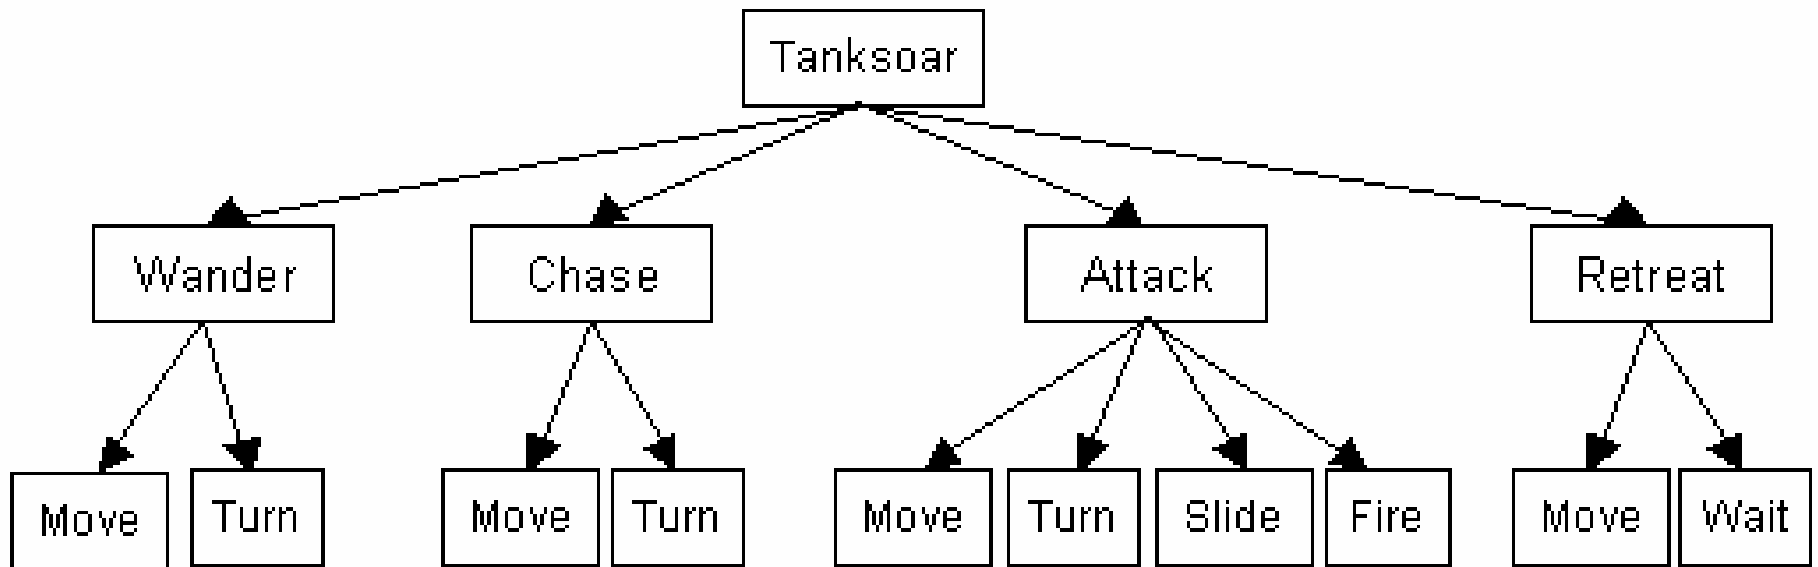 Tanksoar
Wander
Chase
Attack
Retreat
Move
Turn
Move
Turn
Move
Turn
Slide
Fire
Move
Wait